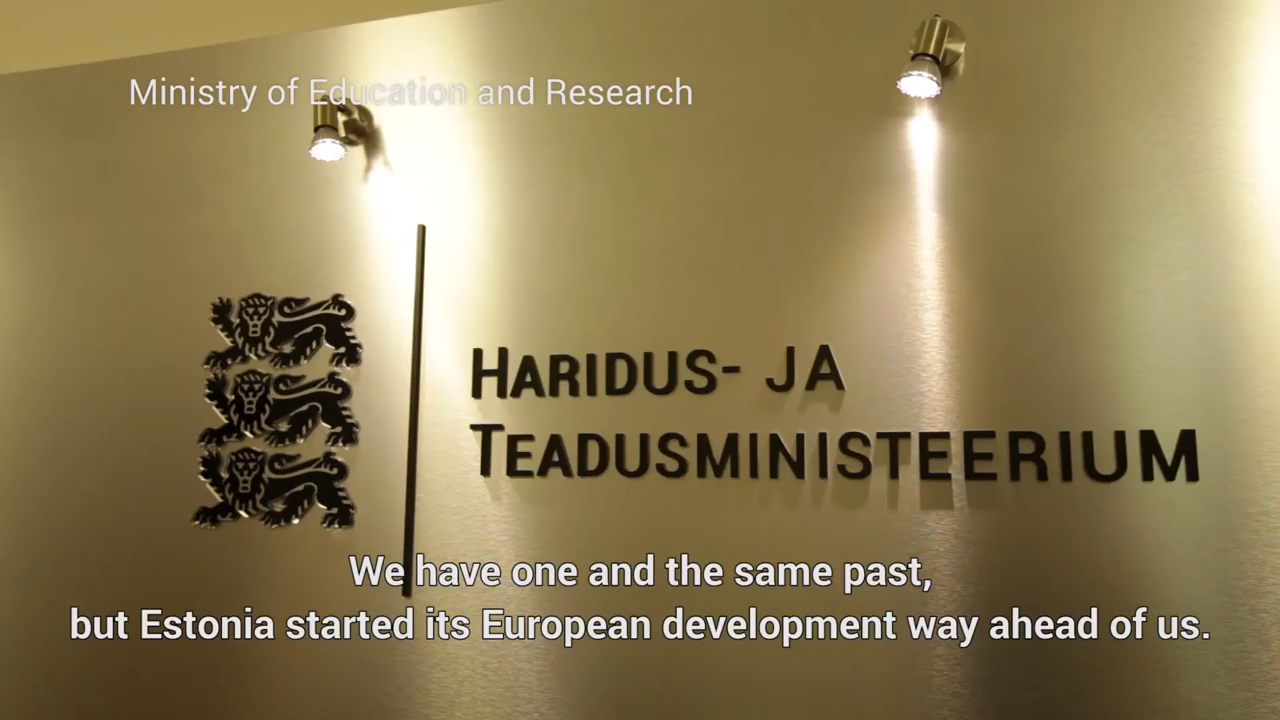 Ministry of Education and Research
HARIDUS- JA
TEADUSMINISTEERIUM
We have one and the same past,
but Estonia started its European development way ahead of us.